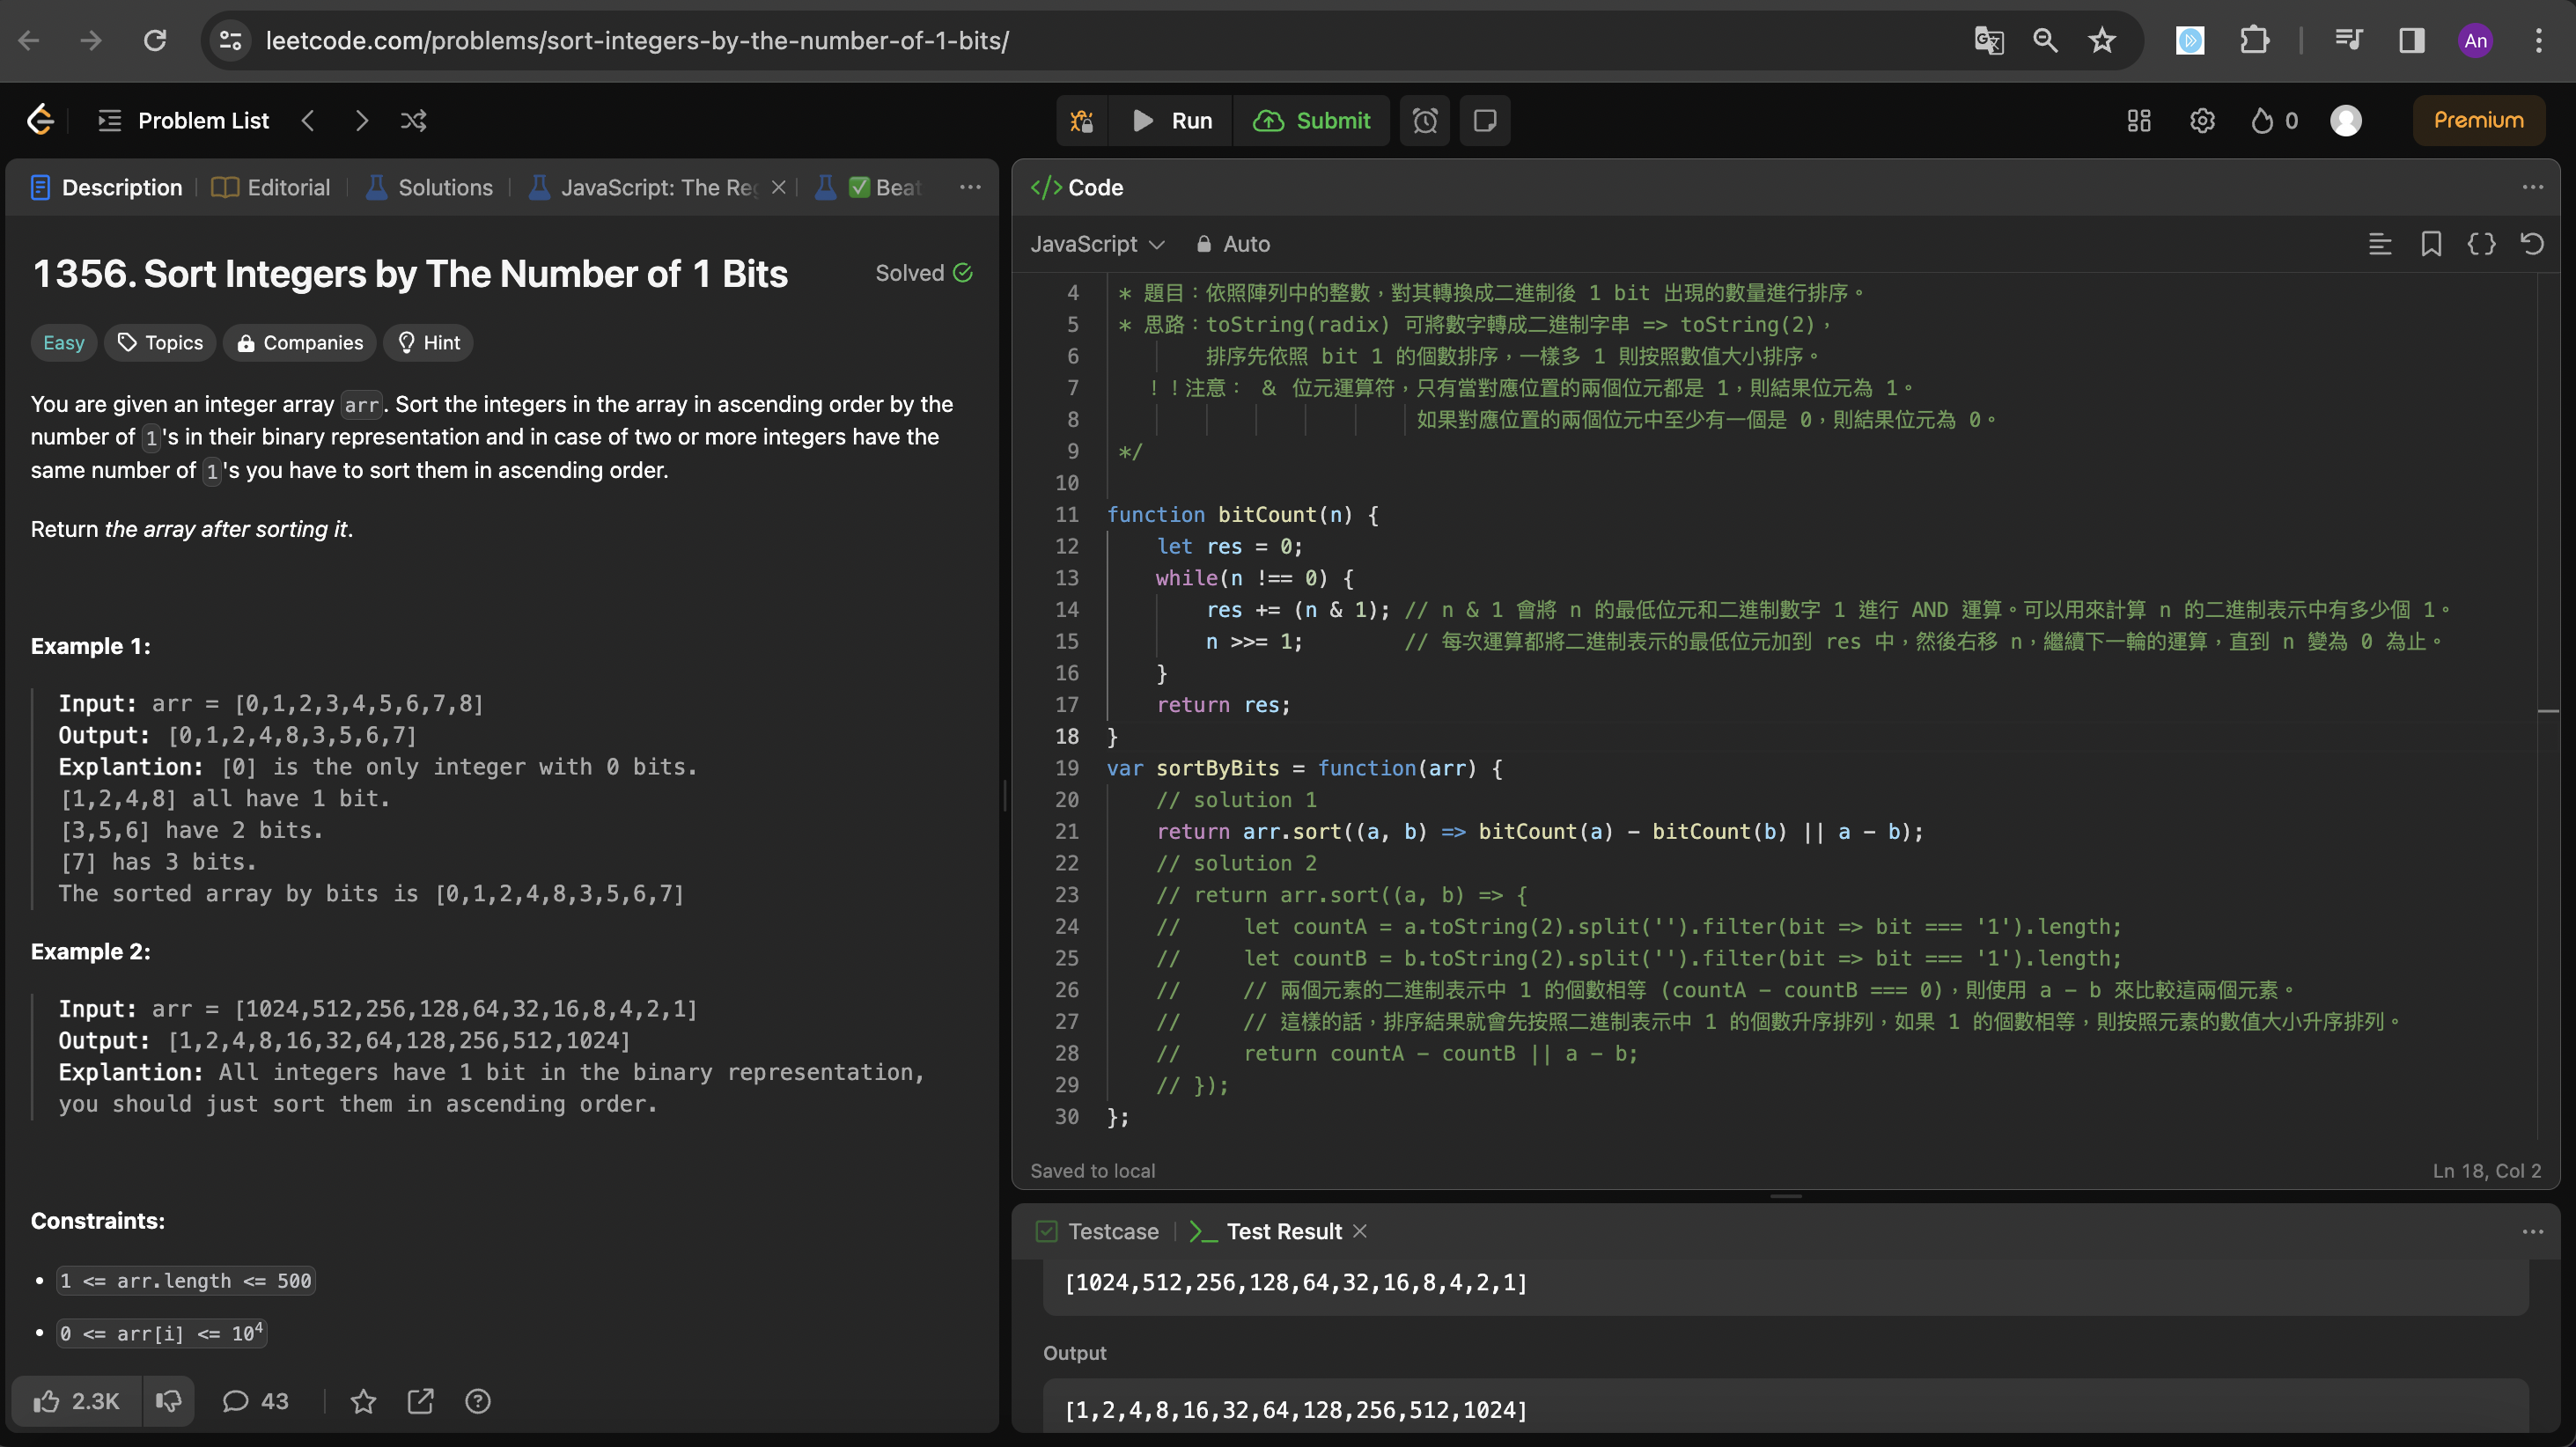 leetcode.com/problems/sort-integers-by-the-number-of-1-bits/
An
Problem List
Run
Submit
0
Premium
Description
Editorial
Solutions
JavaScript: The Re
Beat
1356. Sort Integers by The Number of 1 Bits
Solved
Easy
Topics
Companies
Hint
You are given an integer array arr. Sort the integers in the array in ascending order by the
number of 1's in their binary representation and in case of two or more integers have the
same number of 1's you have to sort them in ascending order.
Return the array after sorting it.
Example 1:
Input: arr = [0,1,2,3,4,5,6,7,8]
Output: [0,1,2,4,8,3,5,6,7]
Explantion: [0] is the only integer with 0 bits.
[1,2,4,8] all have 1 bit.
[3,5,6] have 2 bits.
[7] has 3 bits.
The sorted array by bits is [0,1,2,4,8,3,5,6,7]
Example 2:
Input: arr = [1024,512,256,128,64,32,16,8,4,2,1]
Output: [1,2,4,8,16,32,64,128,256,512,1024]
Explantion: All integers have 1 bit in the binary representation,
you should just sort them in ascending order.
Constraints:
• 1 <= arr.length <= 500
• 0 <= arr[i] <= 10⁴
2.3K
43
</> Code
JavaScript
Auto
4 * 題目：依照陣列中的整數，對其轉換成二進制後 1 bit 出現的數量進行排序。
5 * 思路：toString(radix) 可將數字轉成二進制字串 => toString(2)，
6 排序先依照 bit 1 的個數排序，一樣多 1 則按照數值大小排序。
7 ！！注意： & 位元運算符，只有當對應位置的兩個位元都是 1，則結果位元為 1。
8 如果對應位置的兩個位元中至少有一個是 0，則結果位元為 0。
9 */
10
11 function bitCount(n) {
12 let res = 0;
13 while(n !== 0) {
14 res += (n & 1); // n & 1 會將 n 的最低位元和二進制數字 1 進行 AND 運算。可以用來計算 n 的二進制表示中有多少個 1。
15 n >>>= 1; // 每次運算都將二進制表示的最低位元加到 res 中，然後右移 n，繼續下一輪的運算，直到 n 變為 0 為止。
16 }
17 return res;
18 }
19 var sortByBits = function(arr) {
20 // solution 1
21 return arr.sort((a, b) => bitCount(a) - bitCount(b) || a - b);
22 // solution 2
23 // return arr.sort((a, b) => {
24 // let countA = a.toString(2).split('').filter(bit => bit === '1').length;
25 // let countB = b.toString(2).split('').filter(bit => bit === '1').length;
26 // // 兩個元素的二進制表示中 1 的個數相等 (countA - countB === 0)，則使用 a - b 來比較這兩個元素。
27 // // 這樣的話，排序結果就會先按照二進制表示中 1 的個數升序排列，如果 1 的個數相等，則按照元素的數值大小升序排列。
28 // return countA - countB || a - b;
29 // });
30 };
Saved to local
Ln 18, Col 2
Testcase
Test Result
[1024,512,256,128,64,32,16,8,4,2,1]
Output
[1,2,4,8,16,32,64,128,256,512,1024]